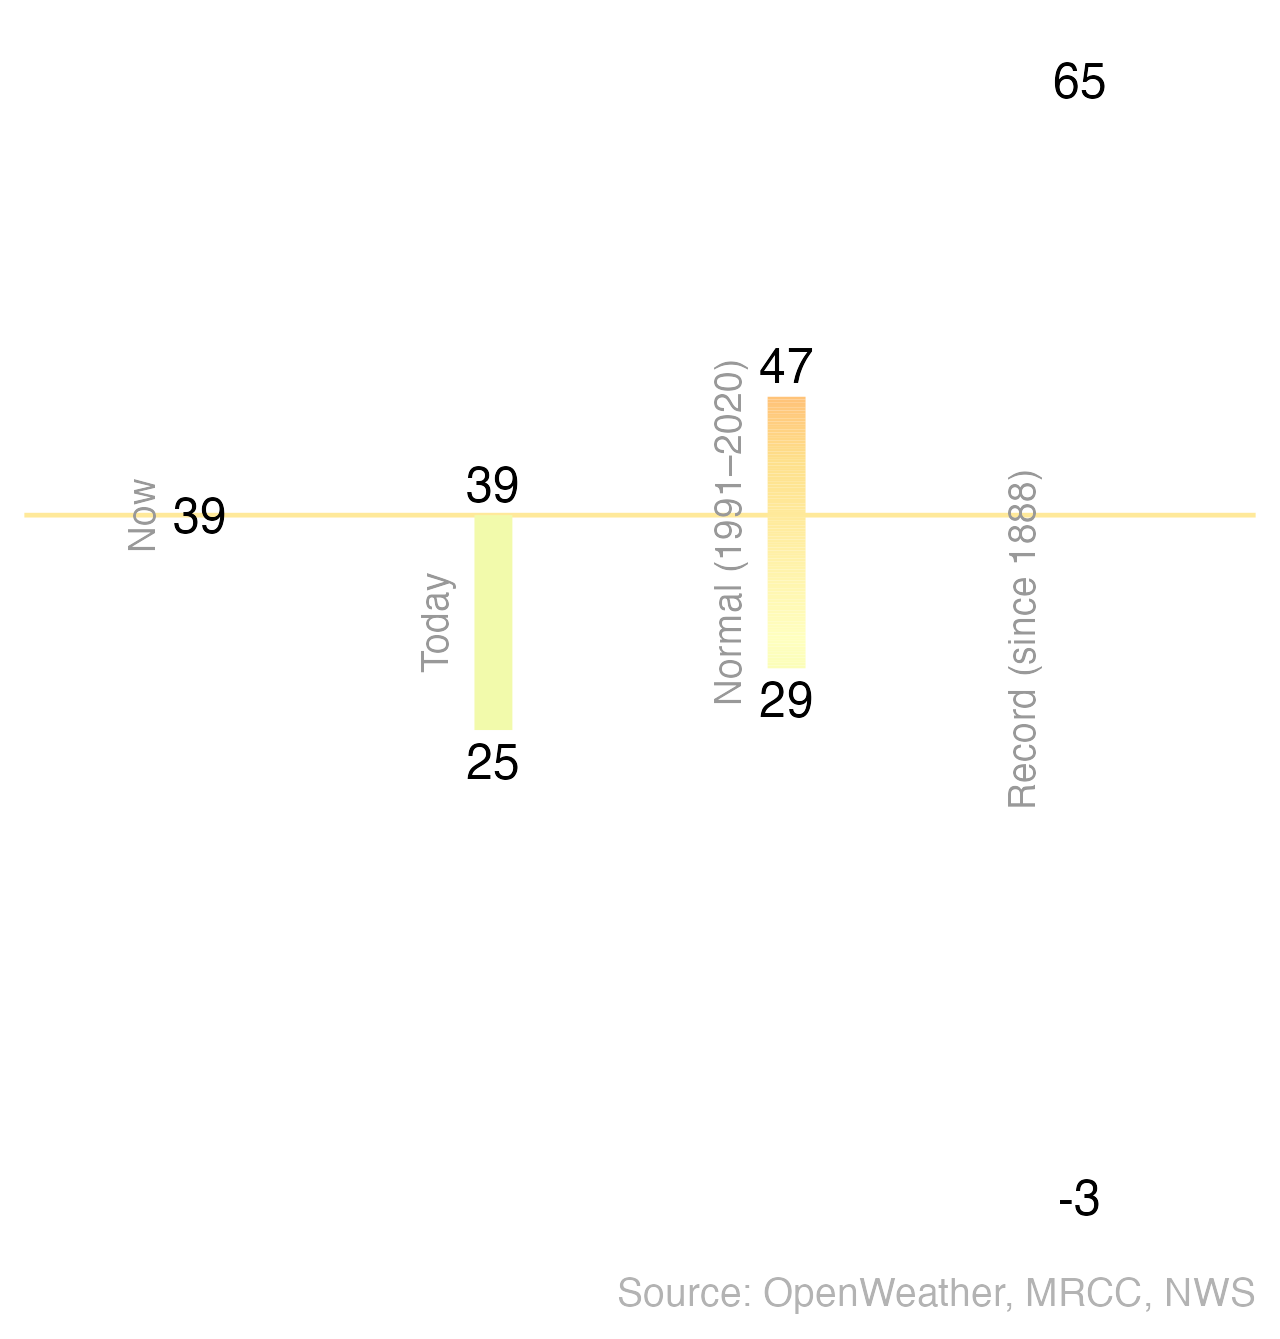 Now
39
Today
39
25
Normal (1991–2020)
47
29
Record (since 1888)
65
-3
Source: OpenWeather, MRCC, NWS